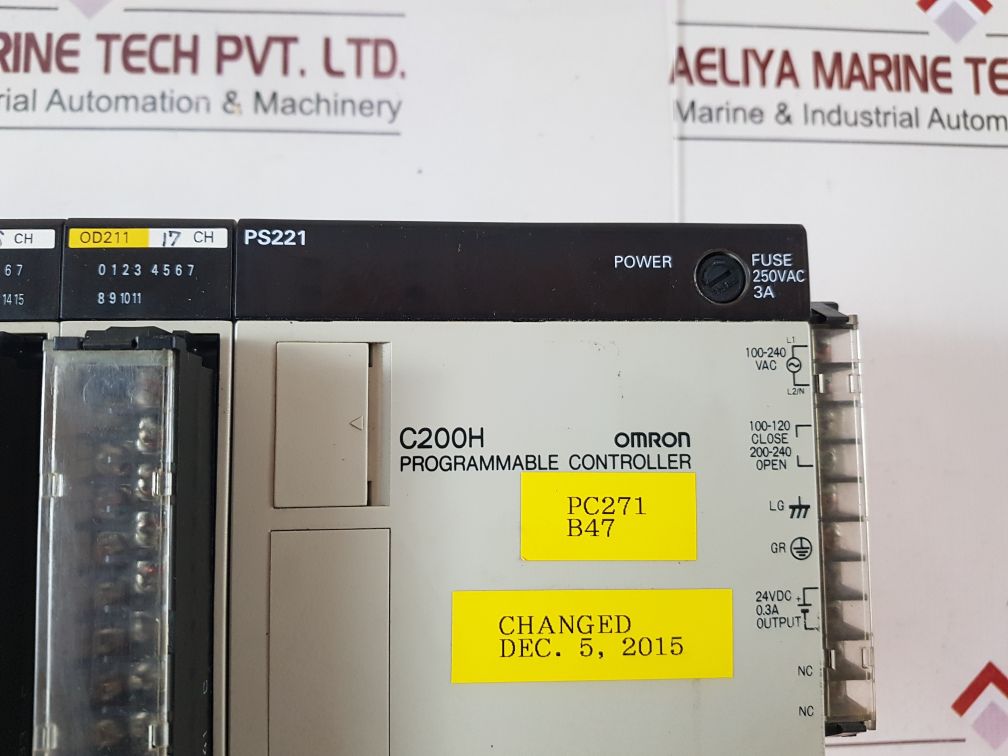 RINE TECH PVT. LTD.
rial Automation & Machinery
AELIYA MARINE TE
Marine & Industrial Autom
CH
6 7
14 15
OD211 17 CH
0 1 2 3 4 5 6 7
8 9 10 11
PS221
POWER
FUSE
250VAC
3A
L1
100-240
VAC
L2/N
100-120
CLOSE
200-240
OPEN
LG
GR
24VDC +
0.3A
OUTPUT -
NC
NC
C200H omron
PROGRAMMABLE CONTROLLER
PC271
B47
CHANGED
DEC. 5, 2015